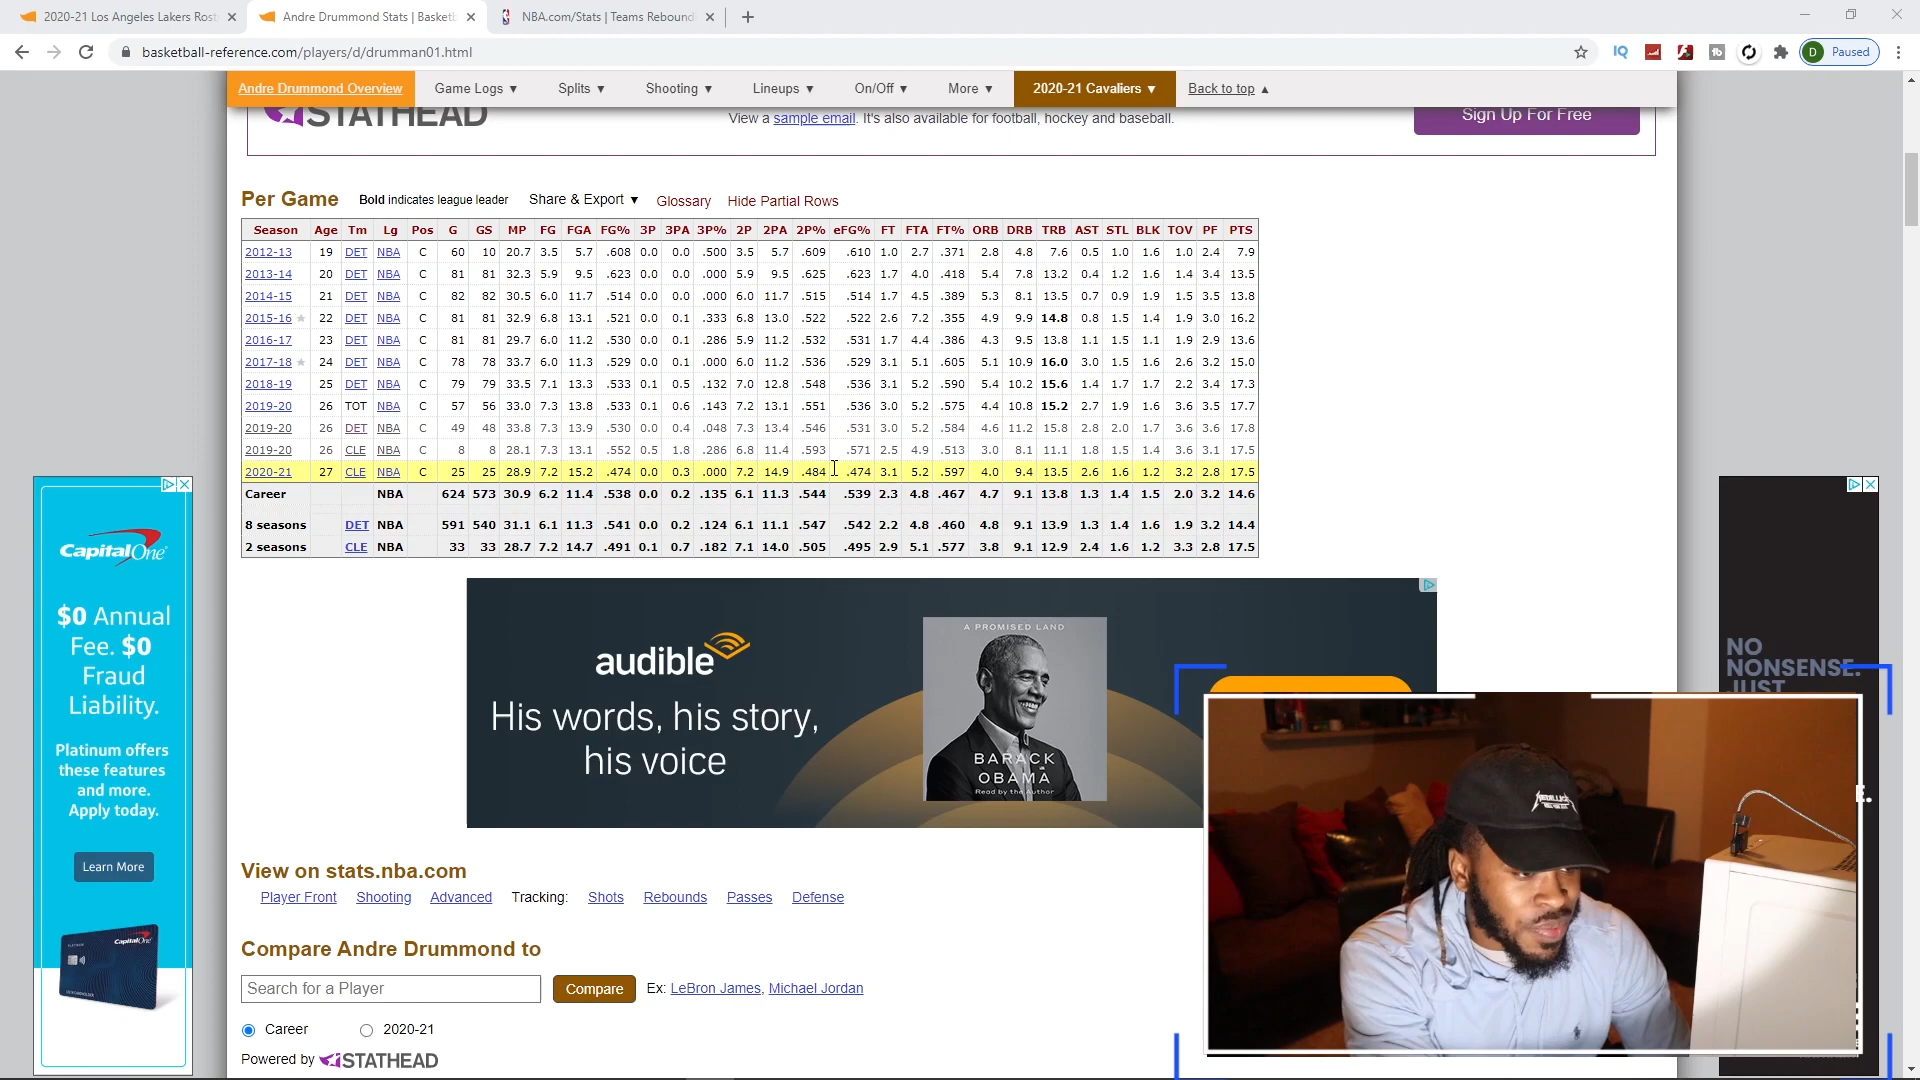 2020-21 Los Angeles Lakers Rost
Andre Drummond Stats | Basketb
NBA.com/Stats | Teams Rebound
basketball-reference.com/players/d/drumman01.html
Paused
Andre Drummond Overview Game Logs ▼ Splits ▼ Shooting ▼ Lineups ▼ On/Off ▼ More ▼ 2020-21 Cavaliers ▼ Back to top ▲
STATHEAD
View a sample email. It's also available for football, hockey and baseball.
Sign Up For Free
Per Game Bold indicates league leader Share & Export ▼ Glossary Hide Partial Rows
Season Age Tm Lg Pos G GS MP FG FGA FG% 3P 3PA 3P% 2P 2PA 2P% eFG% FT FTA FT% ORB DRB TRB AST STL BLK TOV PF PTS
2012-13 19 DET NBA C 60 10 20.7 3.5 5.7 .608 0.0 0.0 .500 3.5 5.7 .609 .610 1.0 2.7 .371 2.8 4.8 7.6 0.5 1.0 1.6 1.0 2.4 7.9
2013-14 20 DET NBA C 81 81 32.3 5.9 9.5 .623 0.0 0.0 .000 5.9 9.5 .625 .623 1.7 4.0 .418 5.4 7.8 13.2 0.4 1.2 1.6 1.4 3.4 13.5
2014-15 21 DET NBA C 82 82 30.5 6.0 11.7 .514 0.0 0.0 .000 6.0 11.7 .515 .514 1.7 4.5 .389 5.3 8.1 13.5 0.7 0.9 1.9 1.5 3.5 13.8
2015-16 ★ 22 DET NBA C 81 81 32.9 6.8 13.1 .521 0.0 0.1 .333 6.8 13.0 .522 .522 2.6 7.2 .355 4.9 9.9 14.8 0.8 1.5 1.4 1.9 3.0 16.2
2016-17 23 DET NBA C 81 81 29.7 6.0 11.2 .530 0.0 0.1 .286 5.9 11.2 .532 .531 1.7 4.4 .386 4.3 9.5 13.8 1.1 1.5 1.1 1.9 2.9 13.6
2017-18 ★ 24 DET NBA C 78 78 33.7 6.0 11.3 .529 0.0 0.1 .000 6.0 11.2 .536 .529 3.1 5.1 .605 5.1 10.9 16.0 3.0 1.5 1.6 2.6 3.2 15.0
2018-19 25 DET NBA C 79 79 33.5 7.1 13.3 .533 0.1 0.5 .132 7.0 12.8 .548 .536 3.1 5.2 .590 5.4 10.2 15.6 1.4 1.7 1.7 2.2 3.4 17.3
2019-20 26 TOT NBA C 57 56 33.0 7.3 13.8 .533 0.1 0.6 .143 7.2 13.1 .551 .536 3.0 5.2 .575 4.4 10.8 15.2 2.7 1.9 1.6 3.6 3.5 17.7
2019-20 26 DET NBA C 49 48 33.8 7.3 13.9 .530 0.0 0.4 .048 7.3 13.4 .546 .531 3.0 5.2 .584 4.6 11.2 15.8 2.8 2.0 1.7 3.6 3.6 17.8
2019-20 26 CLE NBA C 8 8 28.1 7.3 13.1 .552 0.5 1.8 .286 6.8 11.4 .593 .571 2.5 4.9 .513 3.0 8.1 11.1 1.8 1.5 1.4 3.6 3.1 17.5
2020-21 27 CLE NBA C 25 25 28.9 7.2 15.2 .474 0.0 0.3 .000 7.2 14.9 .484 .474 3.1 5.2 .597 4.0 9.4 13.5 2.6 1.6 1.2 3.2 2.8 17.5
Career NBA 624 573 30.9 6.2 11.4 .538 0.0 0.2 .135 6.1 11.3 .544 .539 2.3 4.8 .467 4.7 9.1 13.8 1.3 1.4 1.5 2.0 3.2 14.6
8 seasons DET NBA 591 540 31.1 6.1 11.3 .541 0.0 0.2 .124 6.1 11.1 .547 .542 2.2 4.8 .460 4.8 9.1 13.9 1.3 1.4 1.6 1.9 3.2 14.4
2 seasons CLE NBA 33 33 28.7 7.2 14.7 .491 0.1 0.7 .182 7.1 14.0 .505 .495 2.9 5.1 .577 3.8 9.1 12.9 2.4 1.6 1.2 3.3 2.8 17.5
Capital One
$0 Annual
Fee. $0
Fraud
Liability.
Platinum offers
these features
and more.
Apply today.
Learn More
CapitalOne
audible
His words, his story,
his voice
A PROMISED LAND
BARACK
OBAMA
Read by the Author
NO
NONSENSE.
JUST
E.
METALLICA
View on stats.nba.com
Player Front Shooting Advanced Tracking: Shots Rebounds Passes Defense
Compare Andre Drummond to
Search for a Player Compare Ex: LeBron James, Michael Jordan
Career 2020-21
Powered by STATHEAD